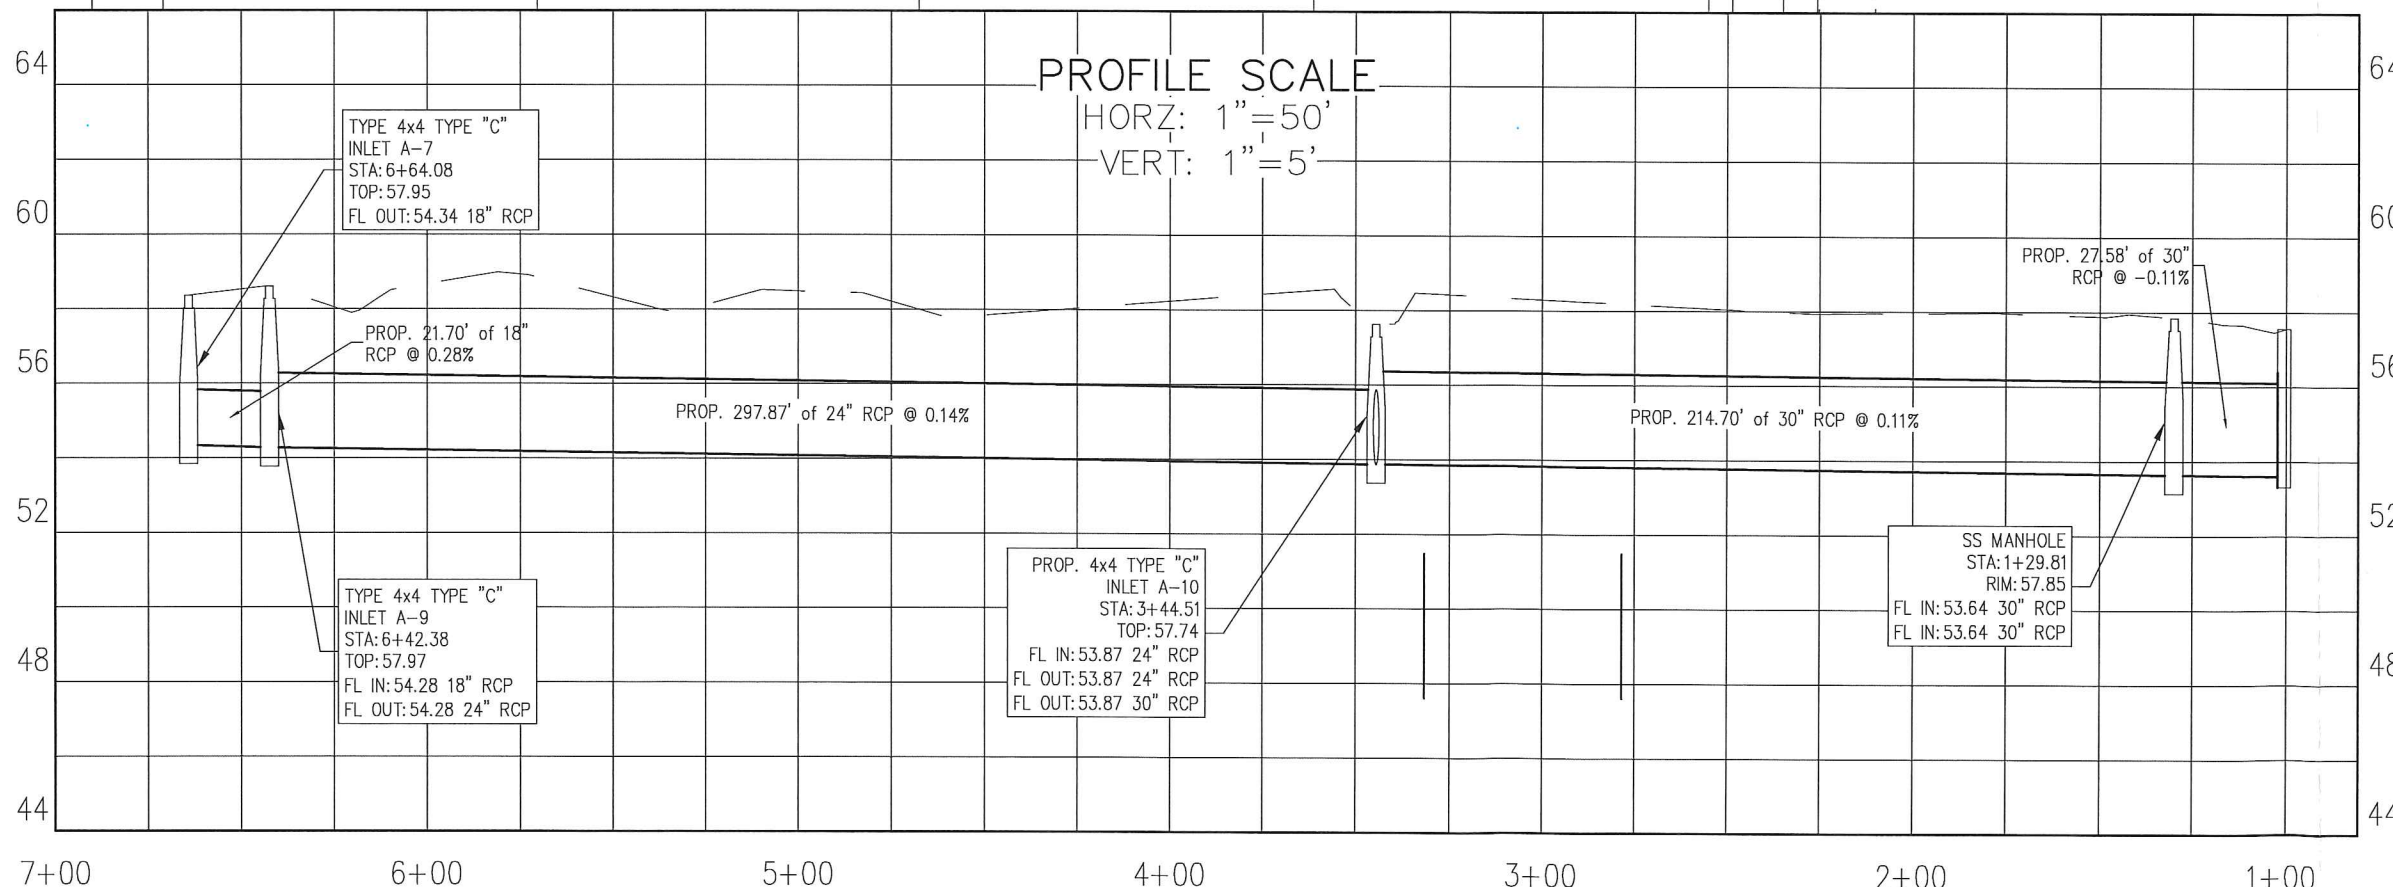 PROFILE SCALE
HORZ: 1"=50'
VERT: 1"=5'
64
60
56
52
48
44
TYPE 4x4 TYPE "C"
INLET A-7
STA: 6+64.08
TOP: 57.95
FL OUT: 54.34 18" RCP
PROP. 21.70' of 18"
RCP @ 0.28%
PROP. 297.87' of 24" RCP @ 0.14%
TYPE 4x4 TYPE "C"
INLET A-9
STA: 6+42.38
TOP: 57.97
FL IN: 54.28 18" RCP
FL OUT: 54.28 24" RCP
PROP. 4x4 TYPE "C"
INLET A-10
STA: 3+44.51
TOP: 57.74
FL IN: 53.87 24" RCP
FL OUT: 53.87 24" RCP
FL OUT: 53.87 30" RCP
PROP. 214.70' of 30" RCP @ 0.11%
PROP. 27.58' of 30"
RCP @ -0.11%
SS MANHOLE
STA: 1+29.81
RIM: 57.85
FL IN: 53.64 30" RCP
FL IN: 53.64 30" RCP
64
60
56
52
48
44
7+00 6+00 5+00 4+00 3+00 2+00 1+00